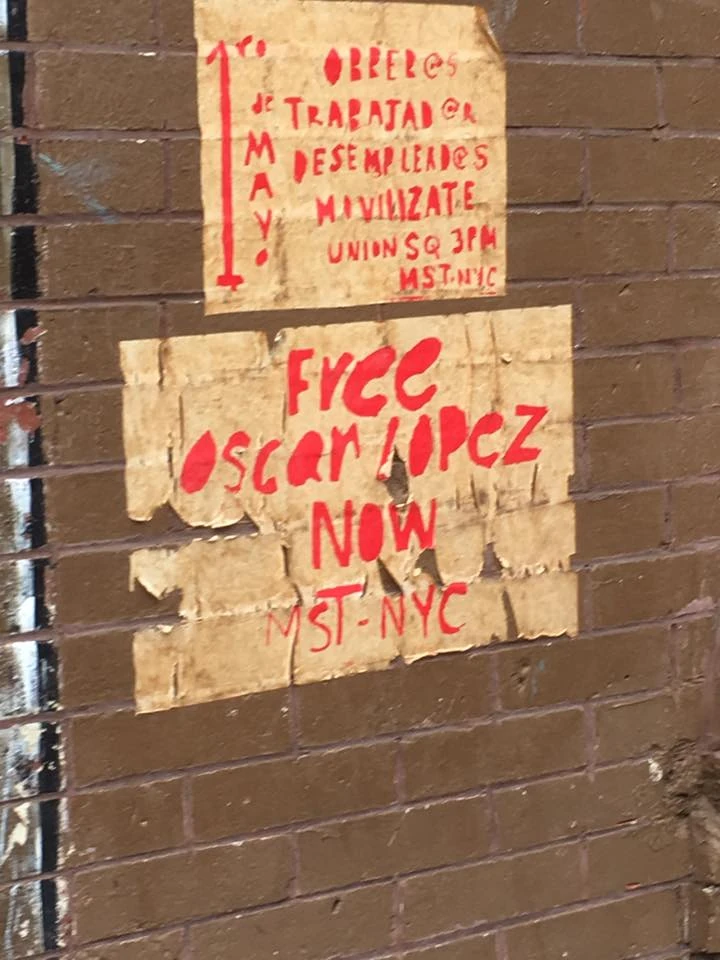 1ro
de
MAYO
OBRER@S
TRABAJAD@R
DESEMPLEAD@S
MOVILIZATE
UNION SQ 3PM
MST-NYC
Free
OSCAR LOPEZ
NOW
MST-NYC